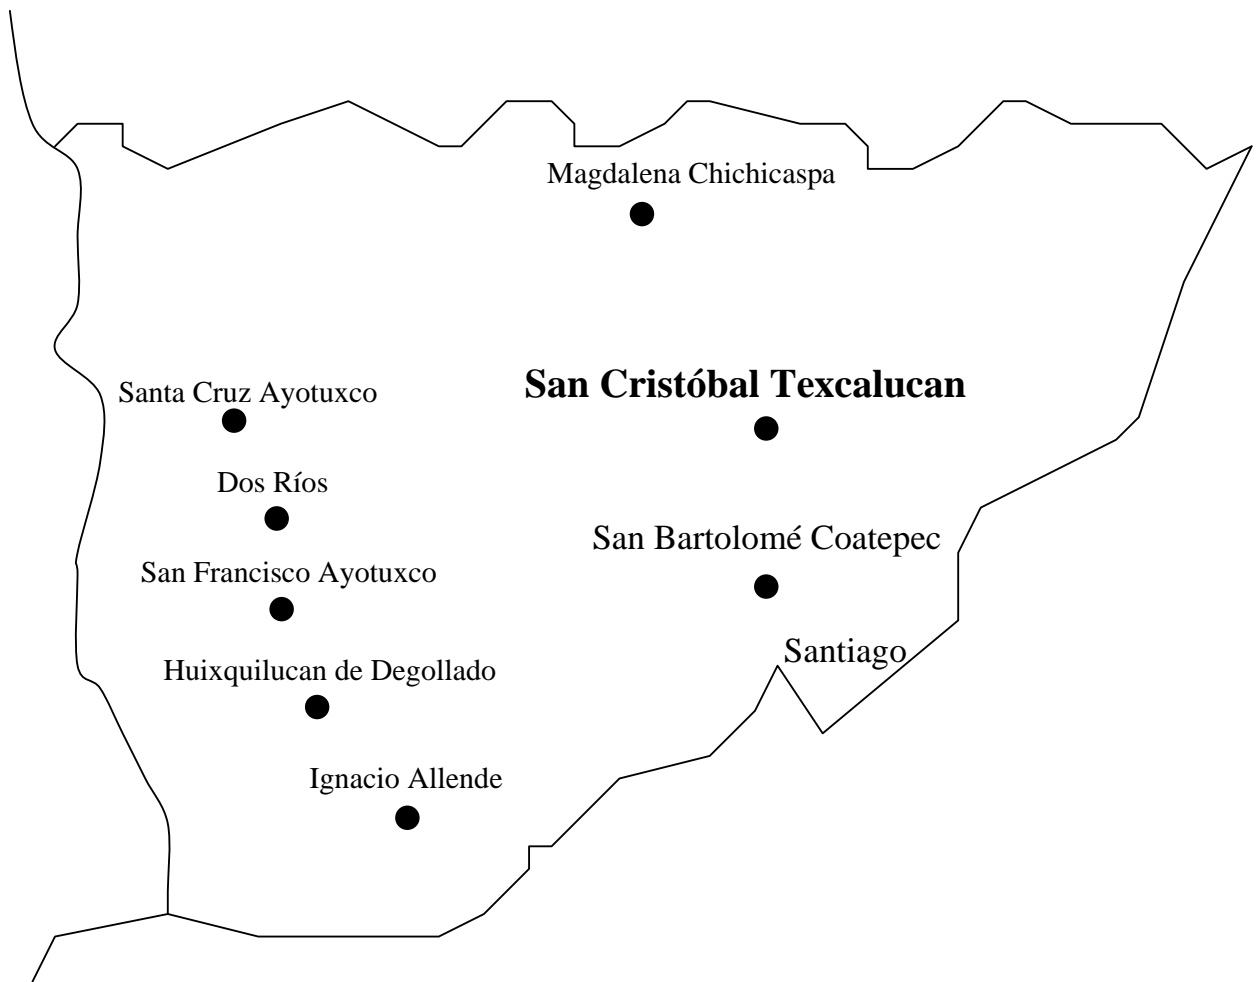 Magdalena Chichicaspa
San Cristóbal Texcalucan
Santa Cruz Ayotuxco
Dos Ríos
San Bartolomé Coatepec
San Francisco Ayotuxco
Santiago
Huixquilucan de Degollado
Ignacio Allende